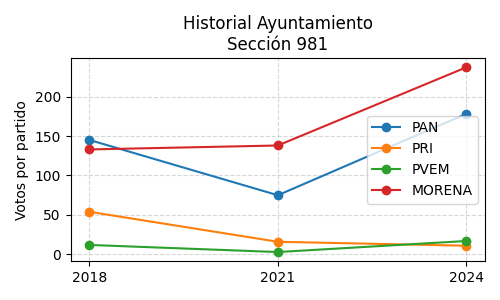 Historial Ayuntamiento
Sección 981
Votos por partido
200
150
100
50
0
2018
2021
2024
PAN
PRI
PVEM
MORENA